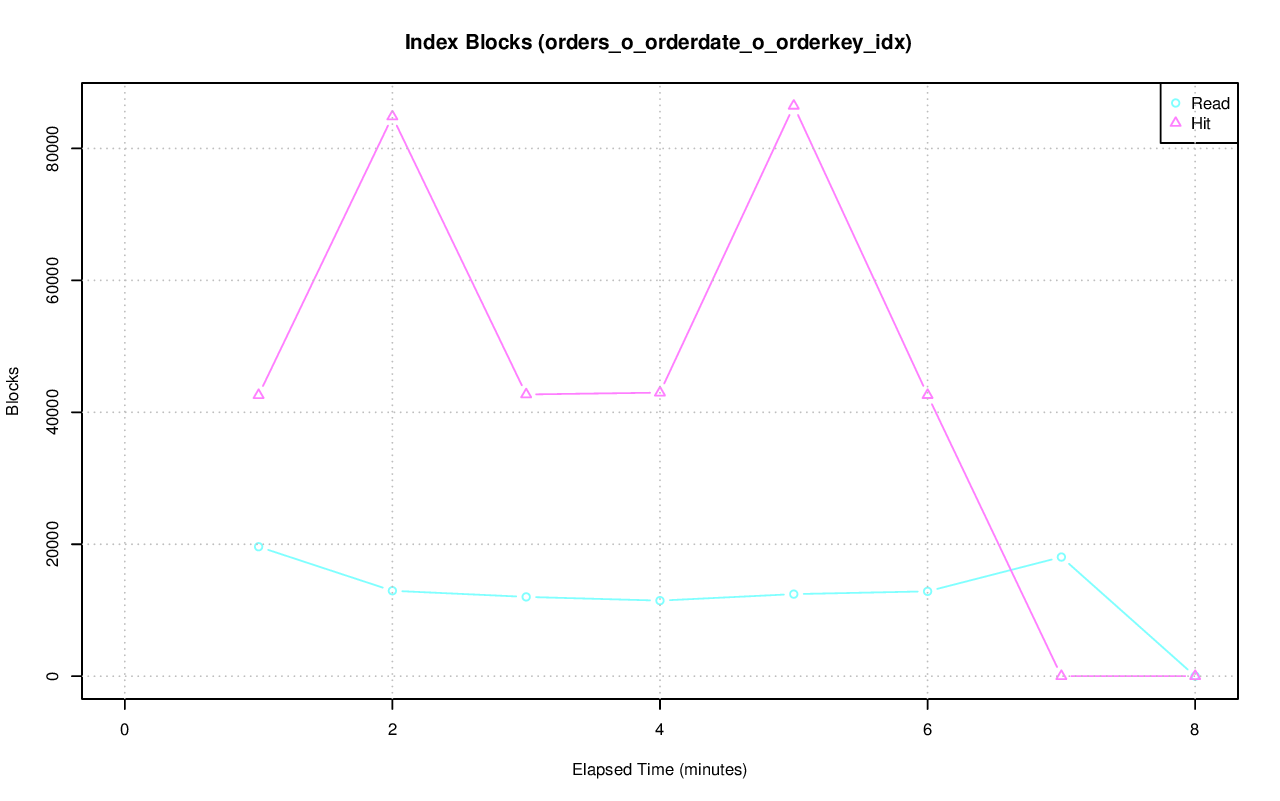 Index Blocks (orders_o_orderdate_o_orderkey_idx)
Read
Hit
80000
60000
40000
20000
0
Blocks
0 2 4 6 8
Elapsed Time (minutes)